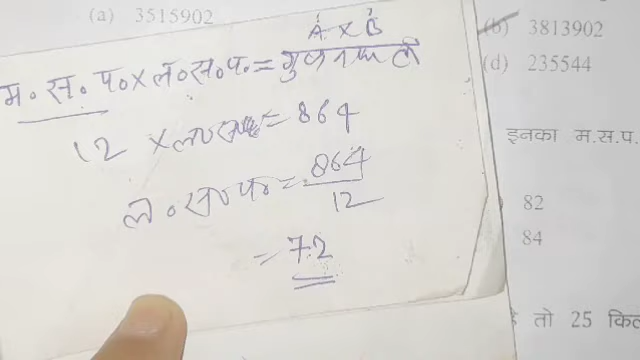 (a) 3515902
(b) 3813902
(d) 235544
A × B
म॰ स॰ प॰ × ल॰ स॰ प॰ = गुणनफल
12 × ल॰ स॰ प॰ = 864
ल॰ स॰ प॰ = 864
12
= 72
इनका म.स.प.
82
84
तो 25